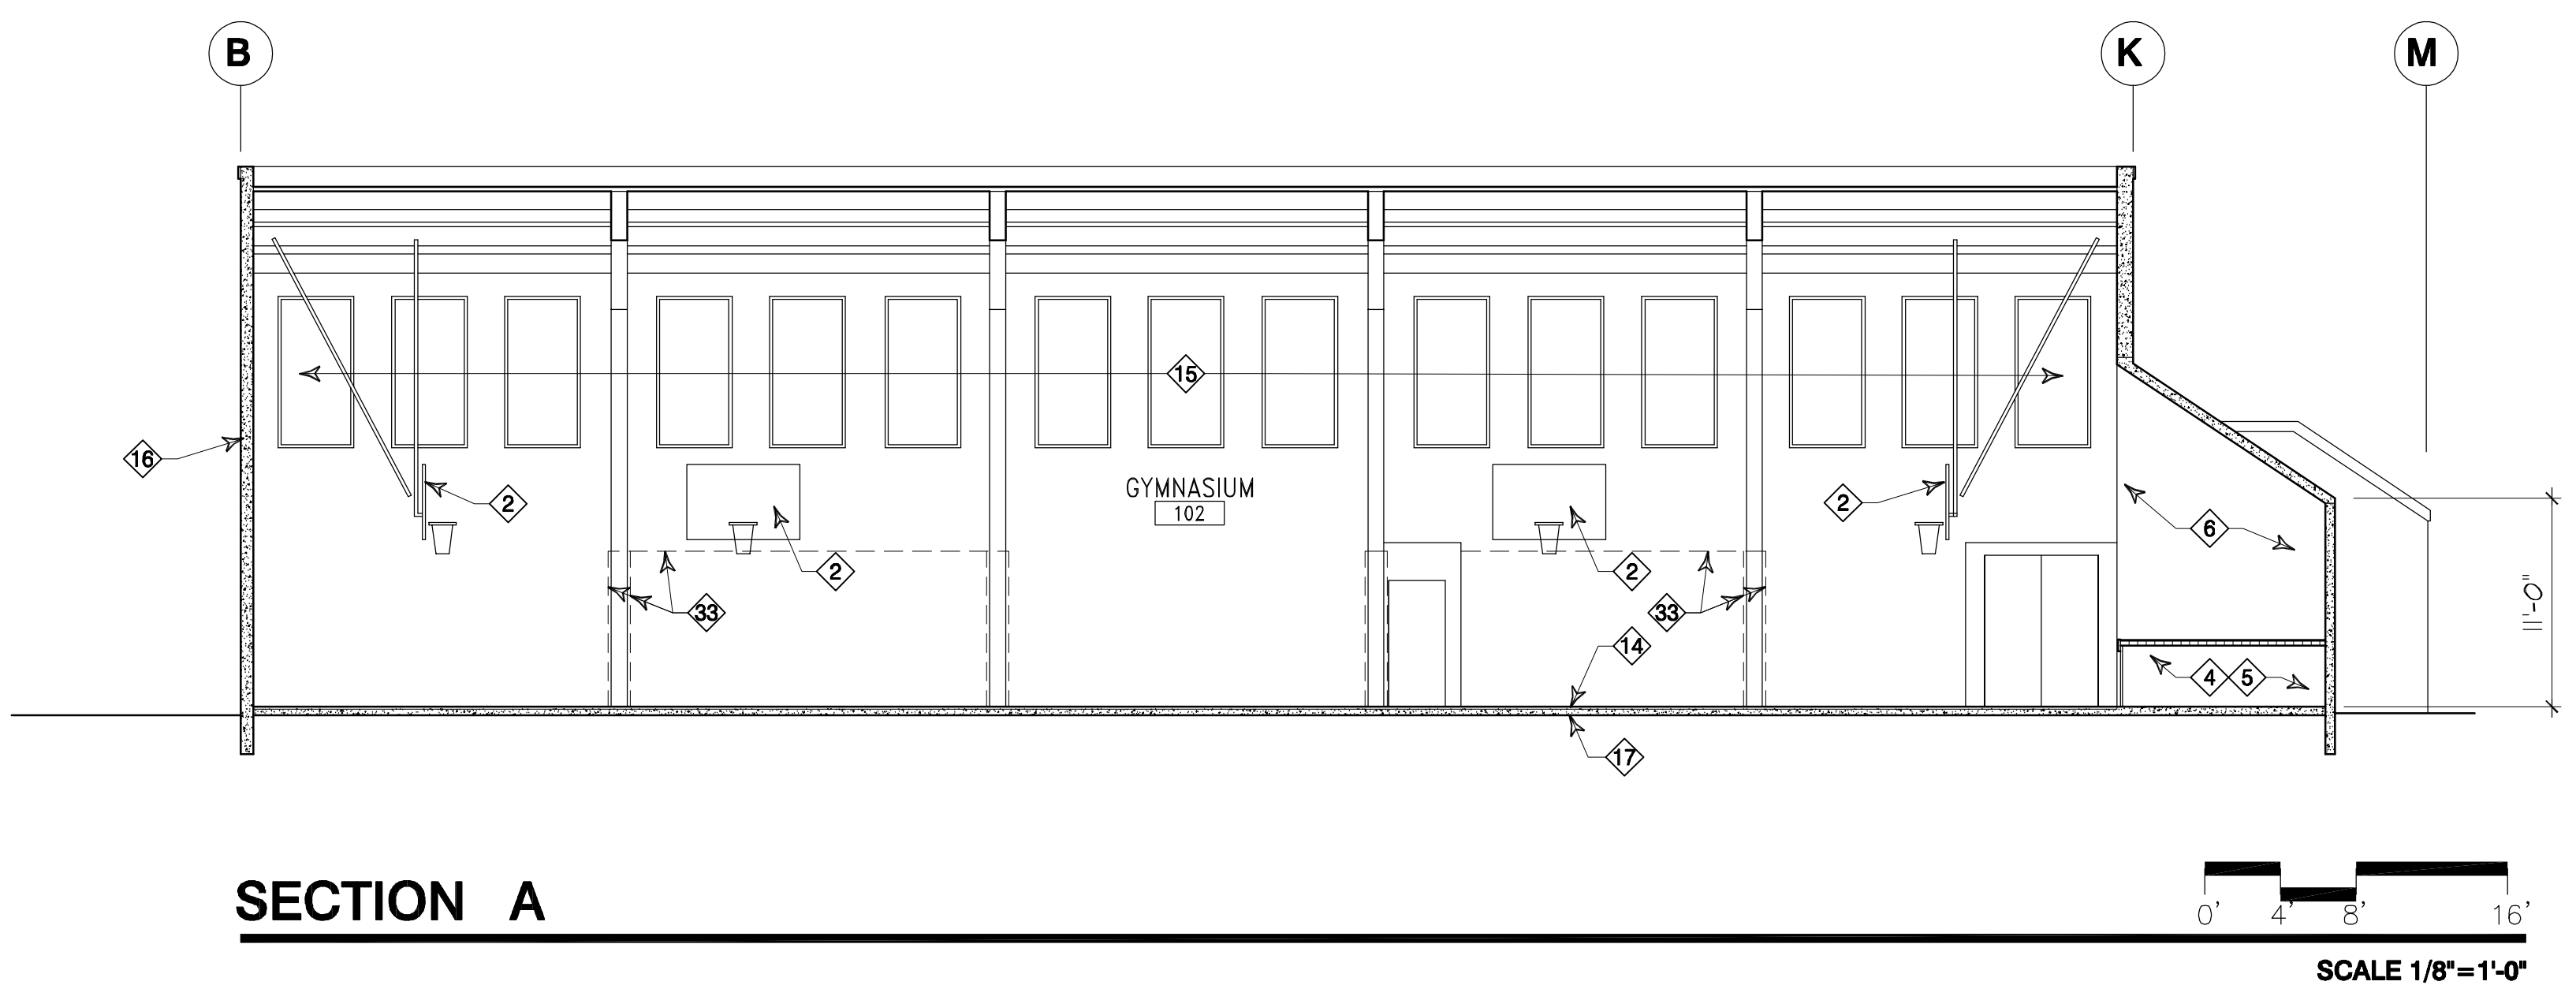 B K M
15
16
2
GYMNASIUM
102
2
6
2
2
33
33
11'-0"
14
4 5
17
SECTION A
0' 4' 8' 16'
SCALE 1/8"=1'-0"